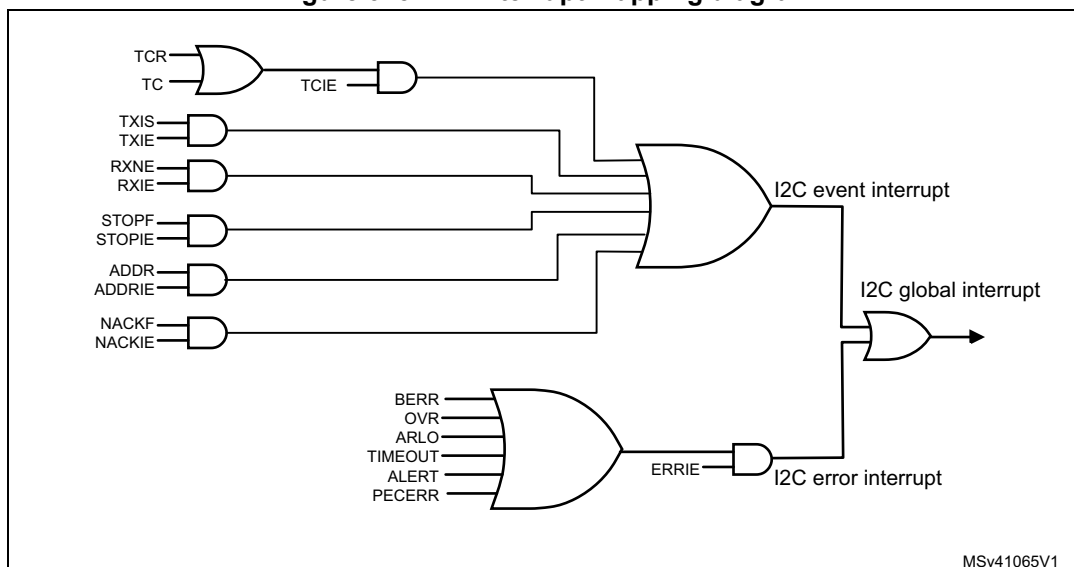 TCR
TC
TCIE
TXIS
TXIE
RXNE
RXIE
STOPF
STOPIE
ADDR
ADDRIE
NACKF
NACKIE
I2C event interrupt
I2C global interrupt
BERR
OVR
ARLO
TIMEOUT
ALERT
PECERR
ERRIE
I2C error interrupt
MSv41065V1